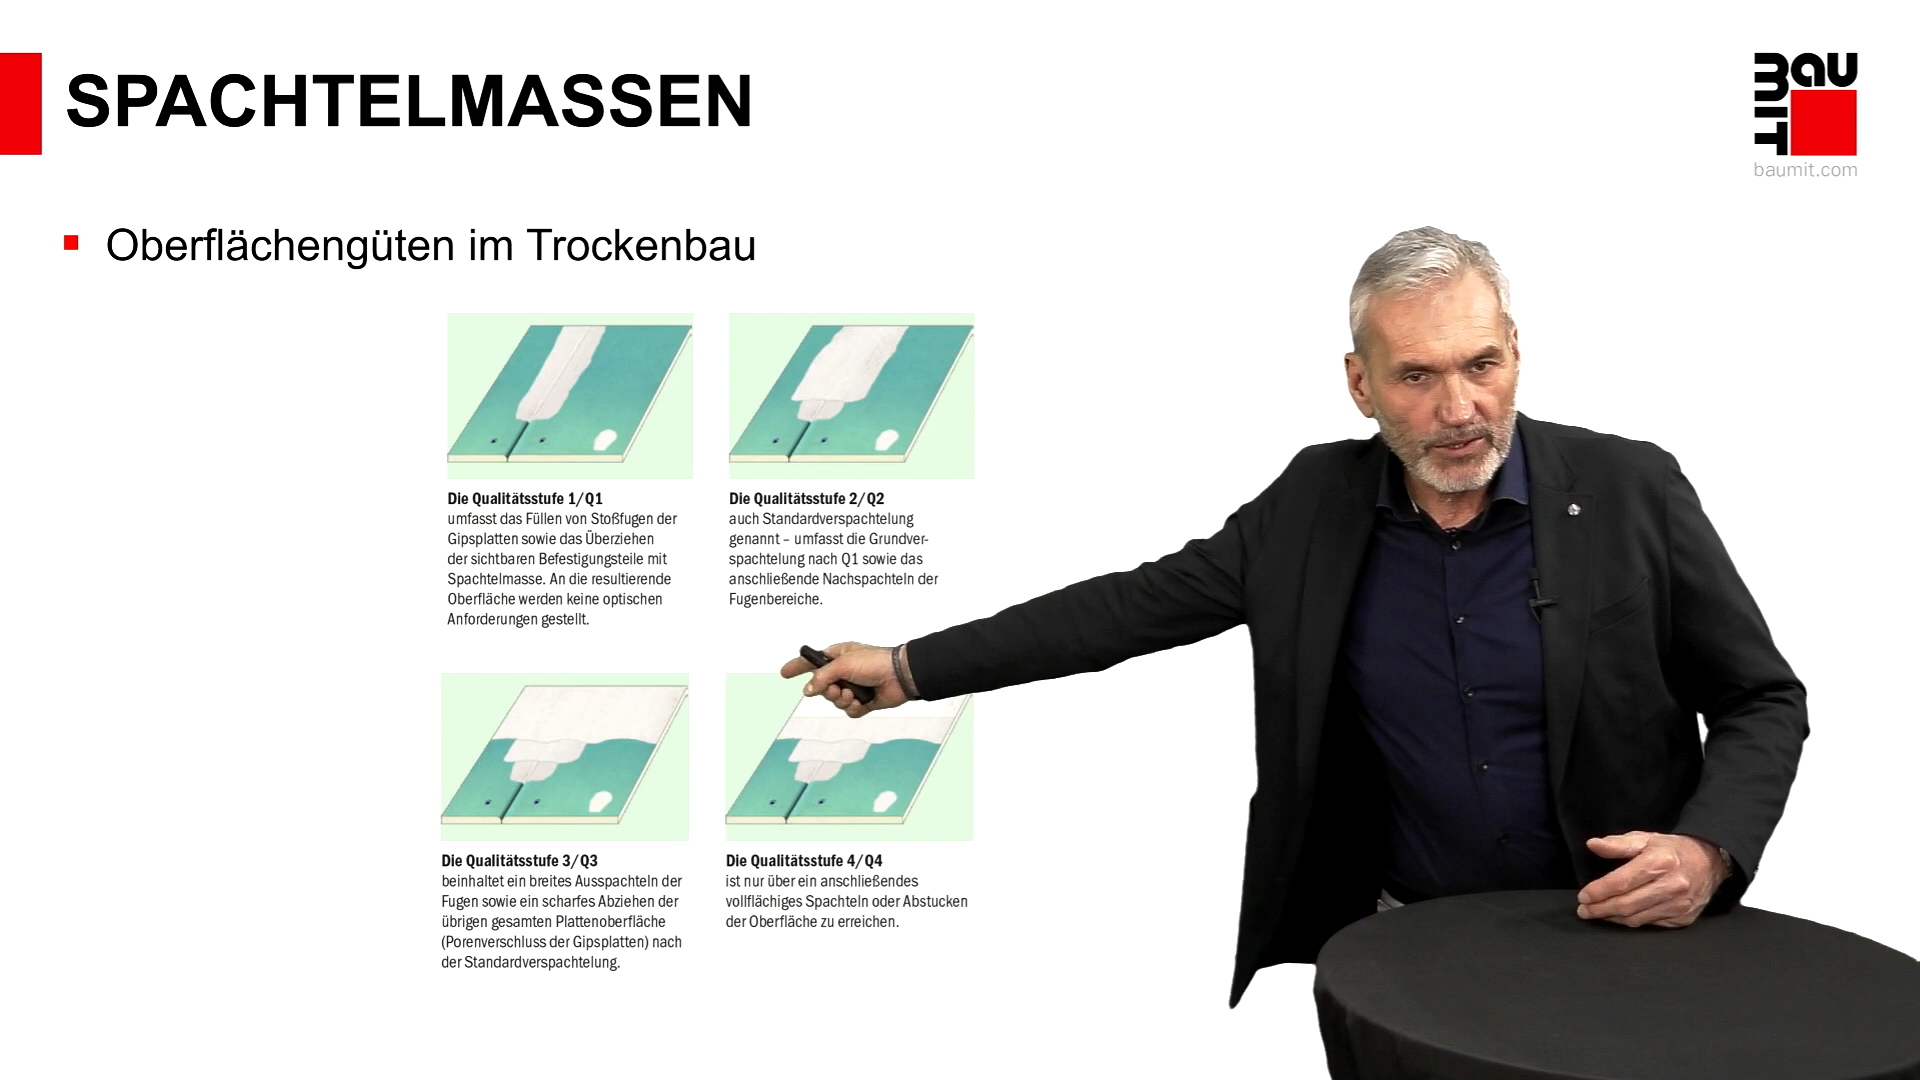 SPACHTELMASSEN
bauMIT
baumit.com
Oberflächengüten im Trockenbau
Die Qualitätsstufe 1/Q1
umfasst das Füllen von Stoßfugen der
Gipsplatten sowie das Überziehen
der sichtbaren Befestigungsteile mit
Spachtelmasse. An die resultierende
Oberfläche werden keine optischen
Anforderungen gestellt.
Die Qualitätsstufe 2/Q2
auch Standardverspachtelung
genannt – umfasst die Grundver-
spachtelung nach Q1 sowie das
anschließende Nachspachteln der
Fugenbereiche.
Die Qualitätsstufe 3/Q3
beinhaltet ein breites Ausspachteln der
Fugen sowie ein scharfes Abziehen der
übrigen gesamten Plattenoberfläche
(Porenverschluss der Gipsplatten) nach
der Standardverspachtelung.
Die Qualitätsstufe 4/Q4
ist nur über ein anschließendes
vollflächiges Spachteln oder Abstucken
der Oberfläche zu erreichen.